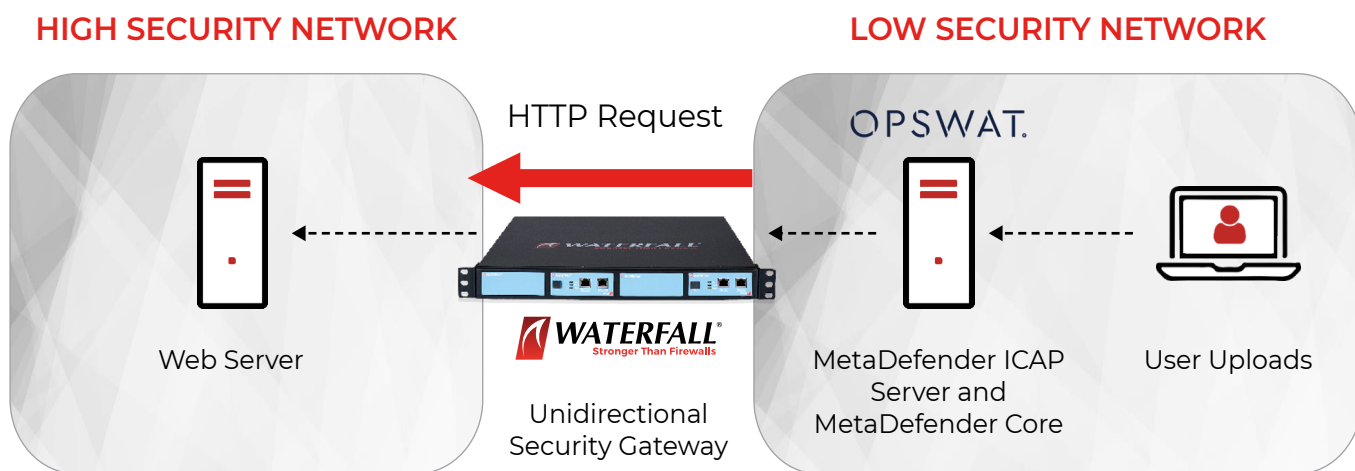 HIGH SECURITY NETWORK
LOW SECURITY NETWORK
HTTP Request
OPSWAT.
WATERFALL®
WATERFALL®
Stronger Than Firewalls
Web Server
Unidirectional
Security Gateway
MetaDefender ICAP
Server and
MetaDefender Core
User Uploads